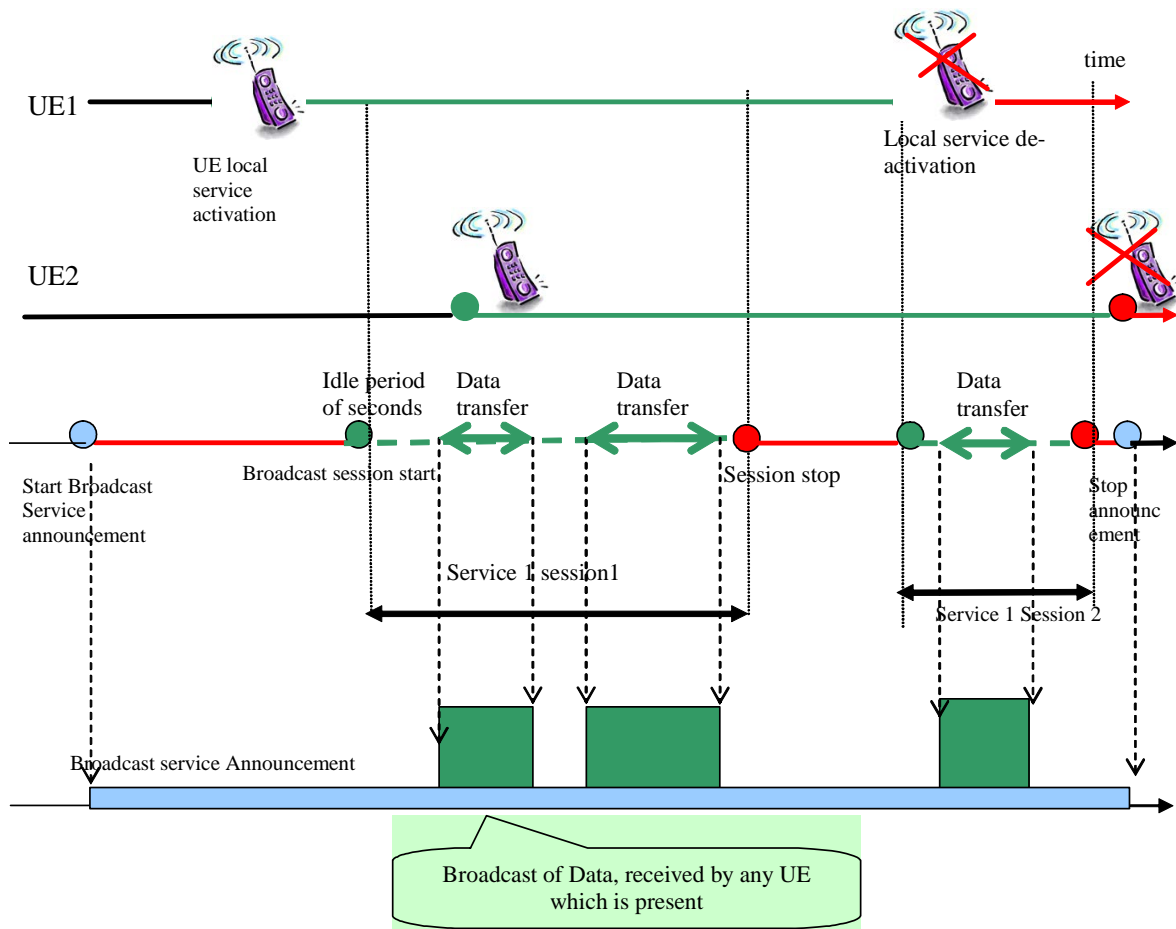 time
UE1
UE local
service
activation
Local service de-
activation
UE2
Idle period
of seconds
Data
transfer
Data
transfer
Data
transfer
Broadcast session start
Session stop
Start Broadcast
Service
announcement
Stop
announc
ement
Service 1 session1
Service 1 Session 2
Broadcast service Announcement
Broadcast of Data, received by any UE
which is present